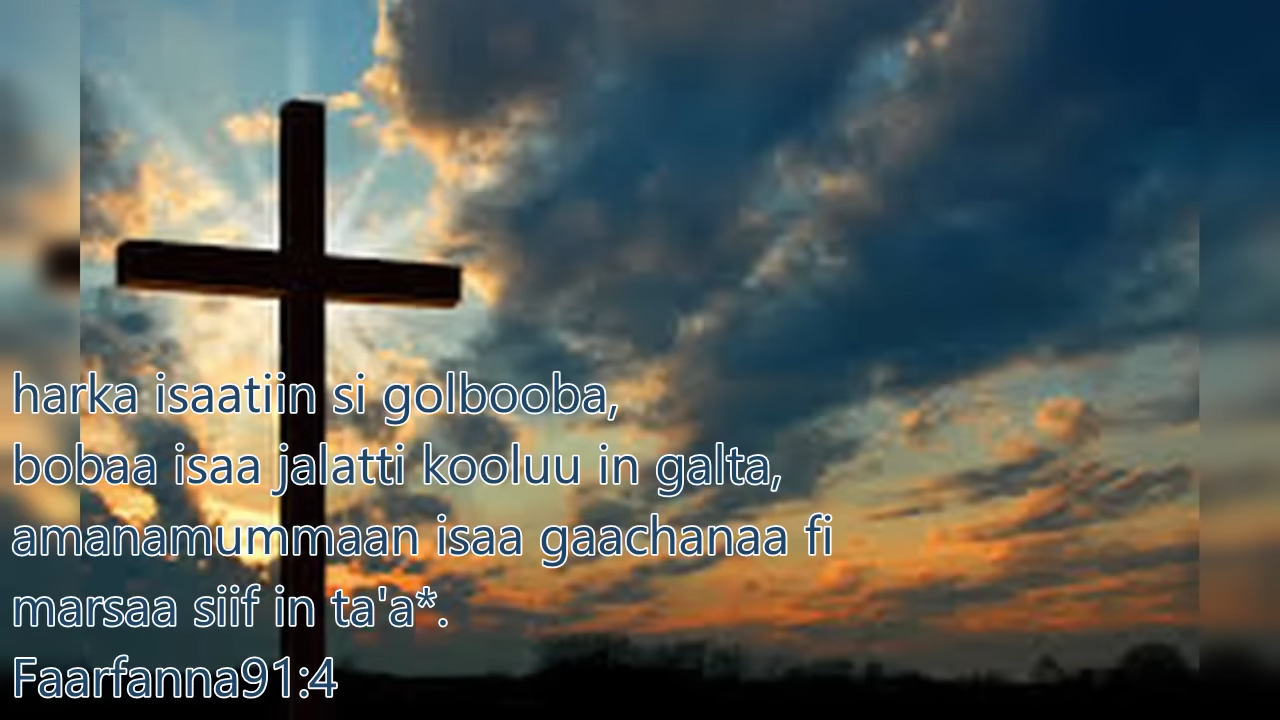 harka isaatiin si golbooba,
bobaa isaa jalatti kooluu in galta,
amanamummaan isaa gaachanaa fi
marsaa siif in ta'a*.
Faarfanna91:4